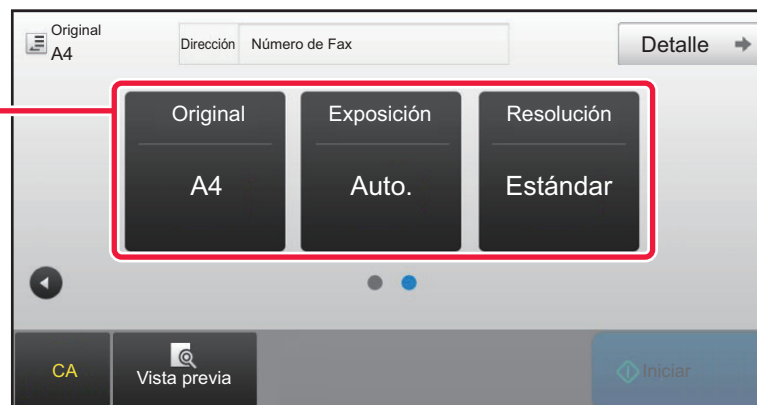 Original
A4
Dirección Número de Fax
Detalle
Original Exposición Resolución
A4 Auto. Estándar
CA
Vista previa
Iniciar